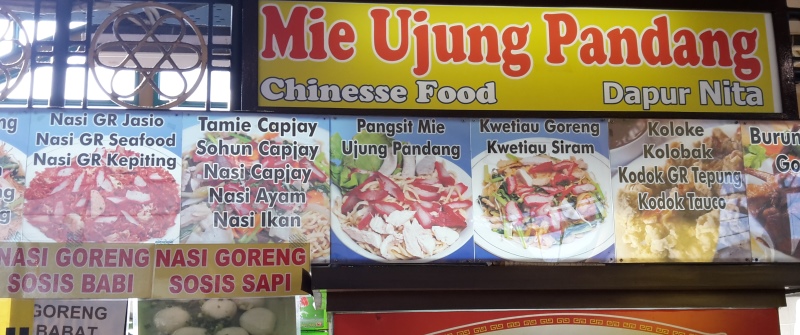 Mie Ujung Pandang
Chinesse Food
Dapur Nita
Nasi GR Jasio
Nasi GR Seafood
Nasi GR Kepiting
Tamie Capjay
Sohun Capjay
Nasi Capjay
Nasi Ayam
Nasi Ikan
Pangsit Mie
Ujung Pandang
Kwetiau Goreng
Kwetiau Siram
Koloke
Kolobak
Kodok GR Tepung
Kodok Tauco
NASI GORENG
SOSIS BABI
NASI GORENG
SOSIS SAPI
GORENG
BABAT